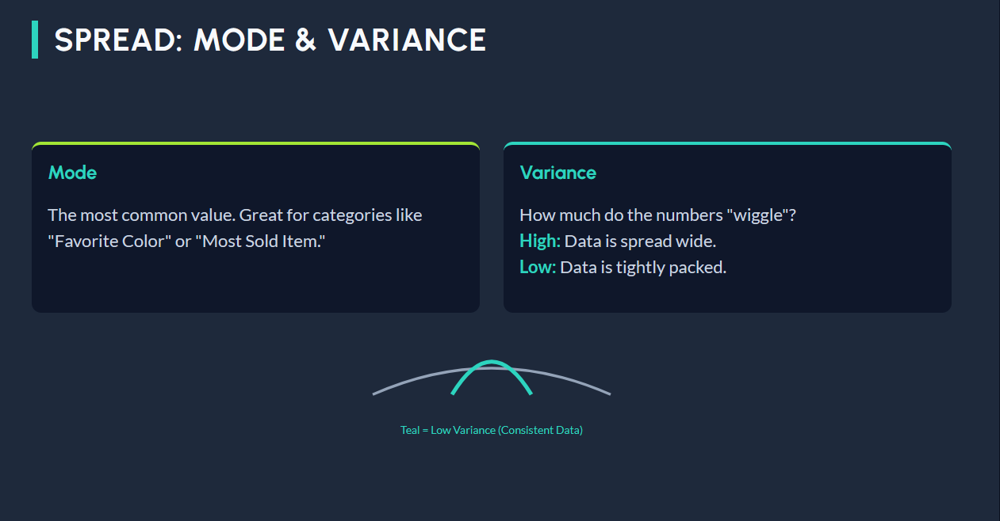 SPREAD: MODE & VARIANCE
Mode
The most common value. Great for categories like
"Favorite Color" or "Most Sold Item."
Variance
How much do the numbers "wiggle"?
High: Data is spread wide.
Low: Data is tightly packed.
Teal = Low Variance (Consistent Data)